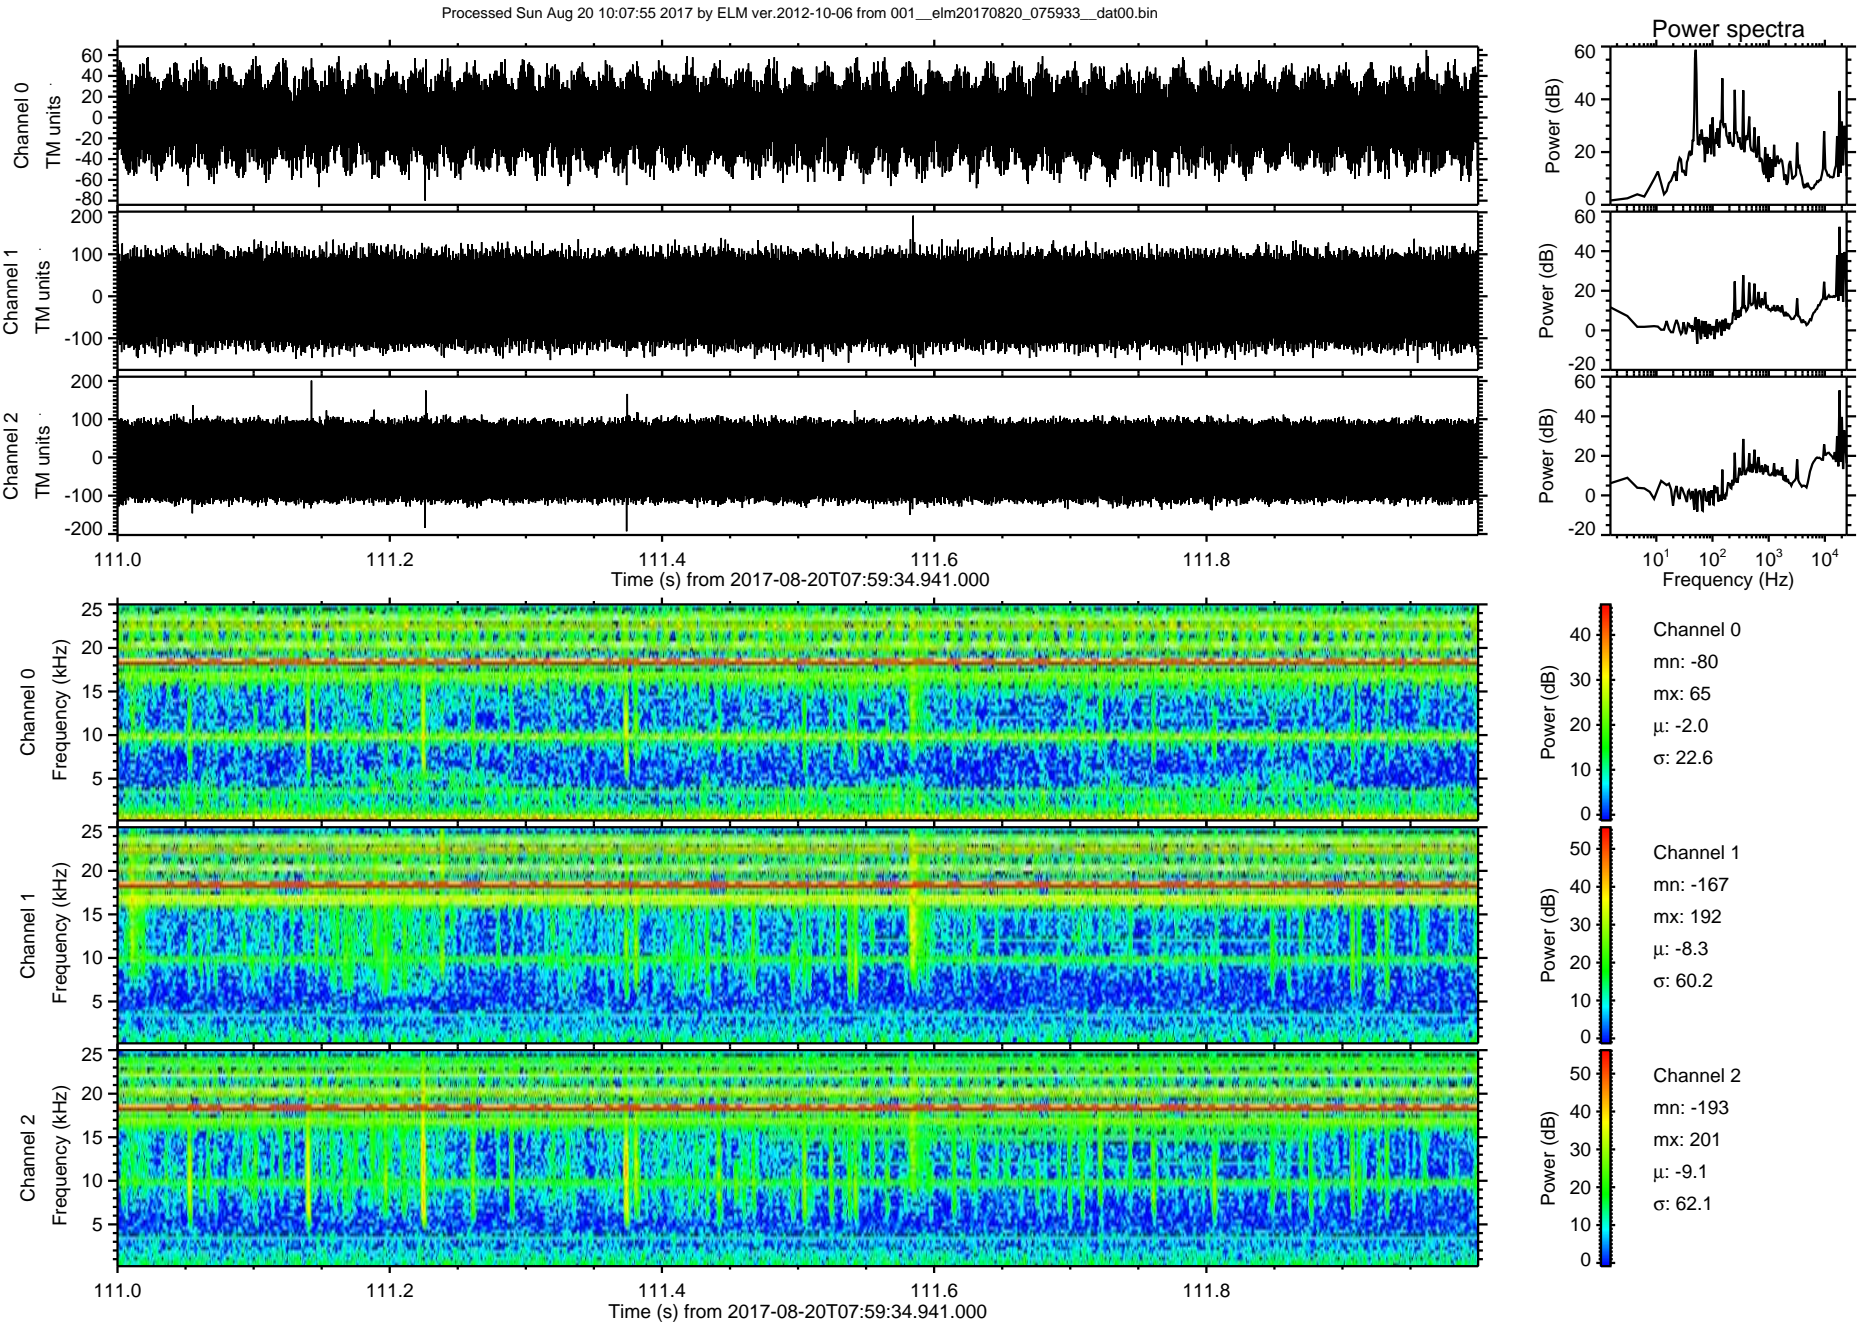 Processed Sun Aug 20 10:07:55 2017 by ELM ver.2012-10-06 from 001__elm20170820_075933__dat00.bin
Power spectra
Channel 0
TM units
60
40
20
0
-20
-40
-60
-80
Power (dB)
60
40
20
0
Channel 1
TM units
200
100
0
-100
Power (dB)
60
40
20
0
-20
Channel 2
TM units
200
100
0
-100
-200
Power (dB)
60
40
20
0
-20
111.0 111.2 111.4 111.6 111.8
Time (s) from 2017-08-20T07:59:34.941.000
10¹ 10² 10³ 10⁴
Frequency (Hz)
Channel 0
Frequency (kHz)
25
20
15
10
5
Power (dB)
40
30
20
10
0
Channel 0
mn: -80
mx: 65
μ: -2.0
σ: 22.6
Channel 1
Frequency (kHz)
25
20
15
10
5
Power (dB)
50
40
30
20
10
0
Channel 1
mn: -167
mx: 192
μ: -8.3
σ: 60.2
Channel 2
Frequency (kHz)
25
20
15
10
5
Power (dB)
50
40
30
20
10
0
Channel 2
mn: -193
mx: 201
μ: -9.1
σ: 62.1
111.0 111.2 111.4 111.6 111.8
Time (s) from 2017-08-20T07:59:34.941.000